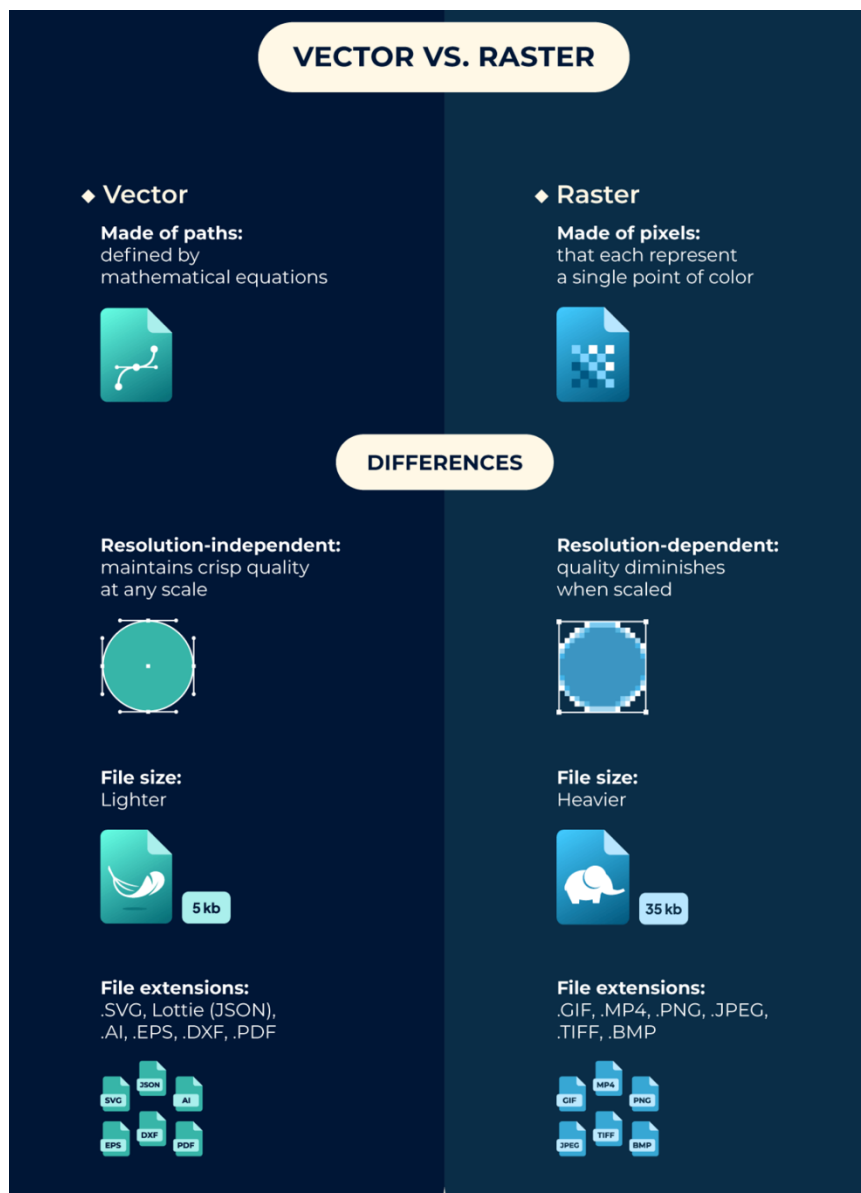 VECTOR VS. RASTER
Vector
Made of paths:
defined by
mathematical equations
Raster
Made of pixels:
that each represent
a single point of color
DIFFERENCES
Resolution-independent:
maintains crisp quality
at any scale
Resolution-dependent:
quality diminishes
when scaled
File size:
Lighter
5 kb
File size:
Heavier
35 kb
File extensions:
.SVG, Lottie (JSON),
.AI, .EPS, .DXF, .PDF
SVG
JSON
AI
EPS
DXF
PDF
File extensions:
.GIF, .MP4, .PNG, .JPEG,
.TIFF, .BMP
GIF
MP4
PNG
JPEG
TIFF
BMP